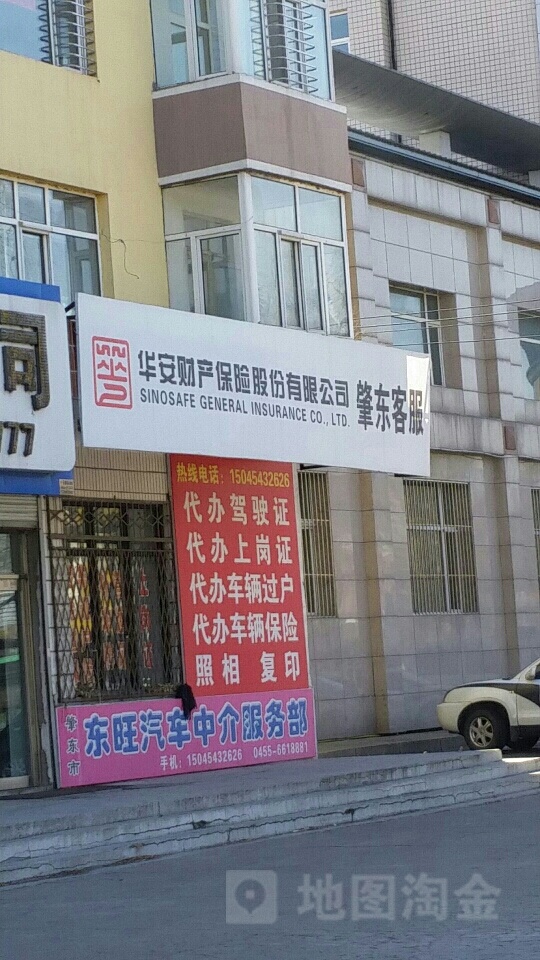 司
77
华安财产保险股份有限公司
SINOSAFE GENERAL INSURANCE CO., LTD.
肇东客服
热线电话：15045432626
代办驾驶证
代办上岗证
代办车辆过户
代办车辆保险
照相 复印
肇东市
东旺汽车中介服务部
手机：15045432626 0455-6618881
地图淘金